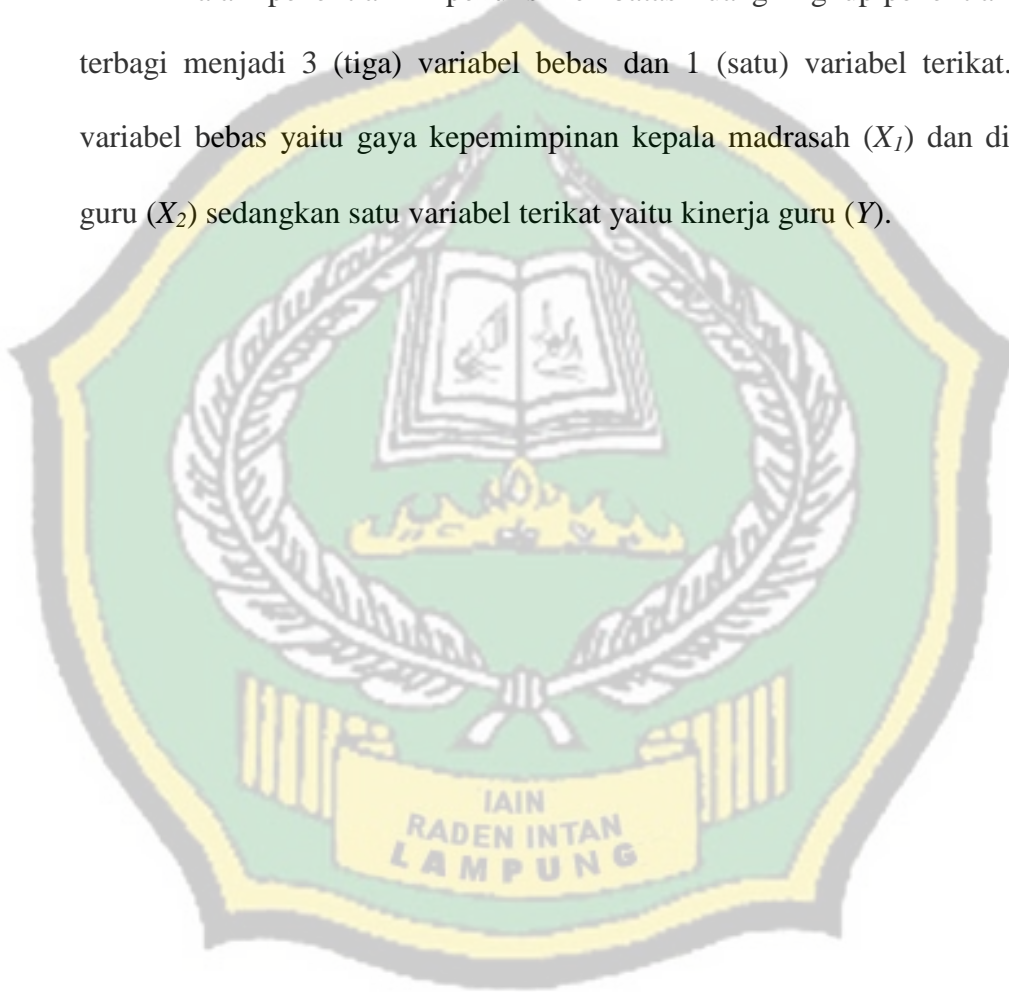 terbagi menjadi 3 (tiga) variabel bebas dan 1 (satu) variabel terikat.
variabel bebas yaitu gaya kepemimpinan kepala madrasah (X1) dan di
guru (X2) sedangkan satu variabel terikat yaitu kinerja guru (Y).
IAIN
RADEN INTAN
LAMPUNG